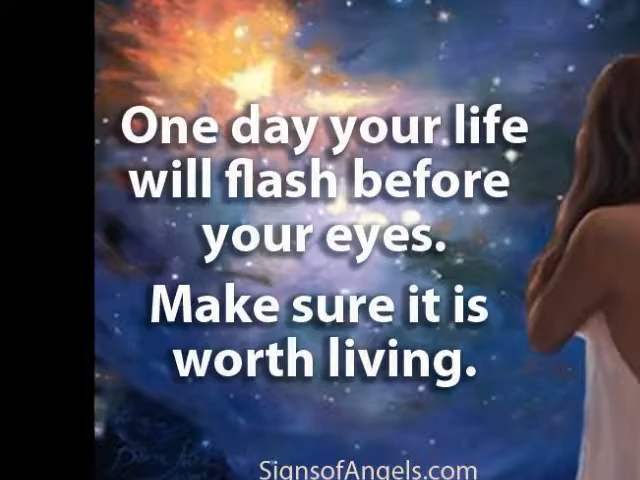 One day your life
will flash before
your eyes.
Make sure it is
worth living.
SignsofAngels.com